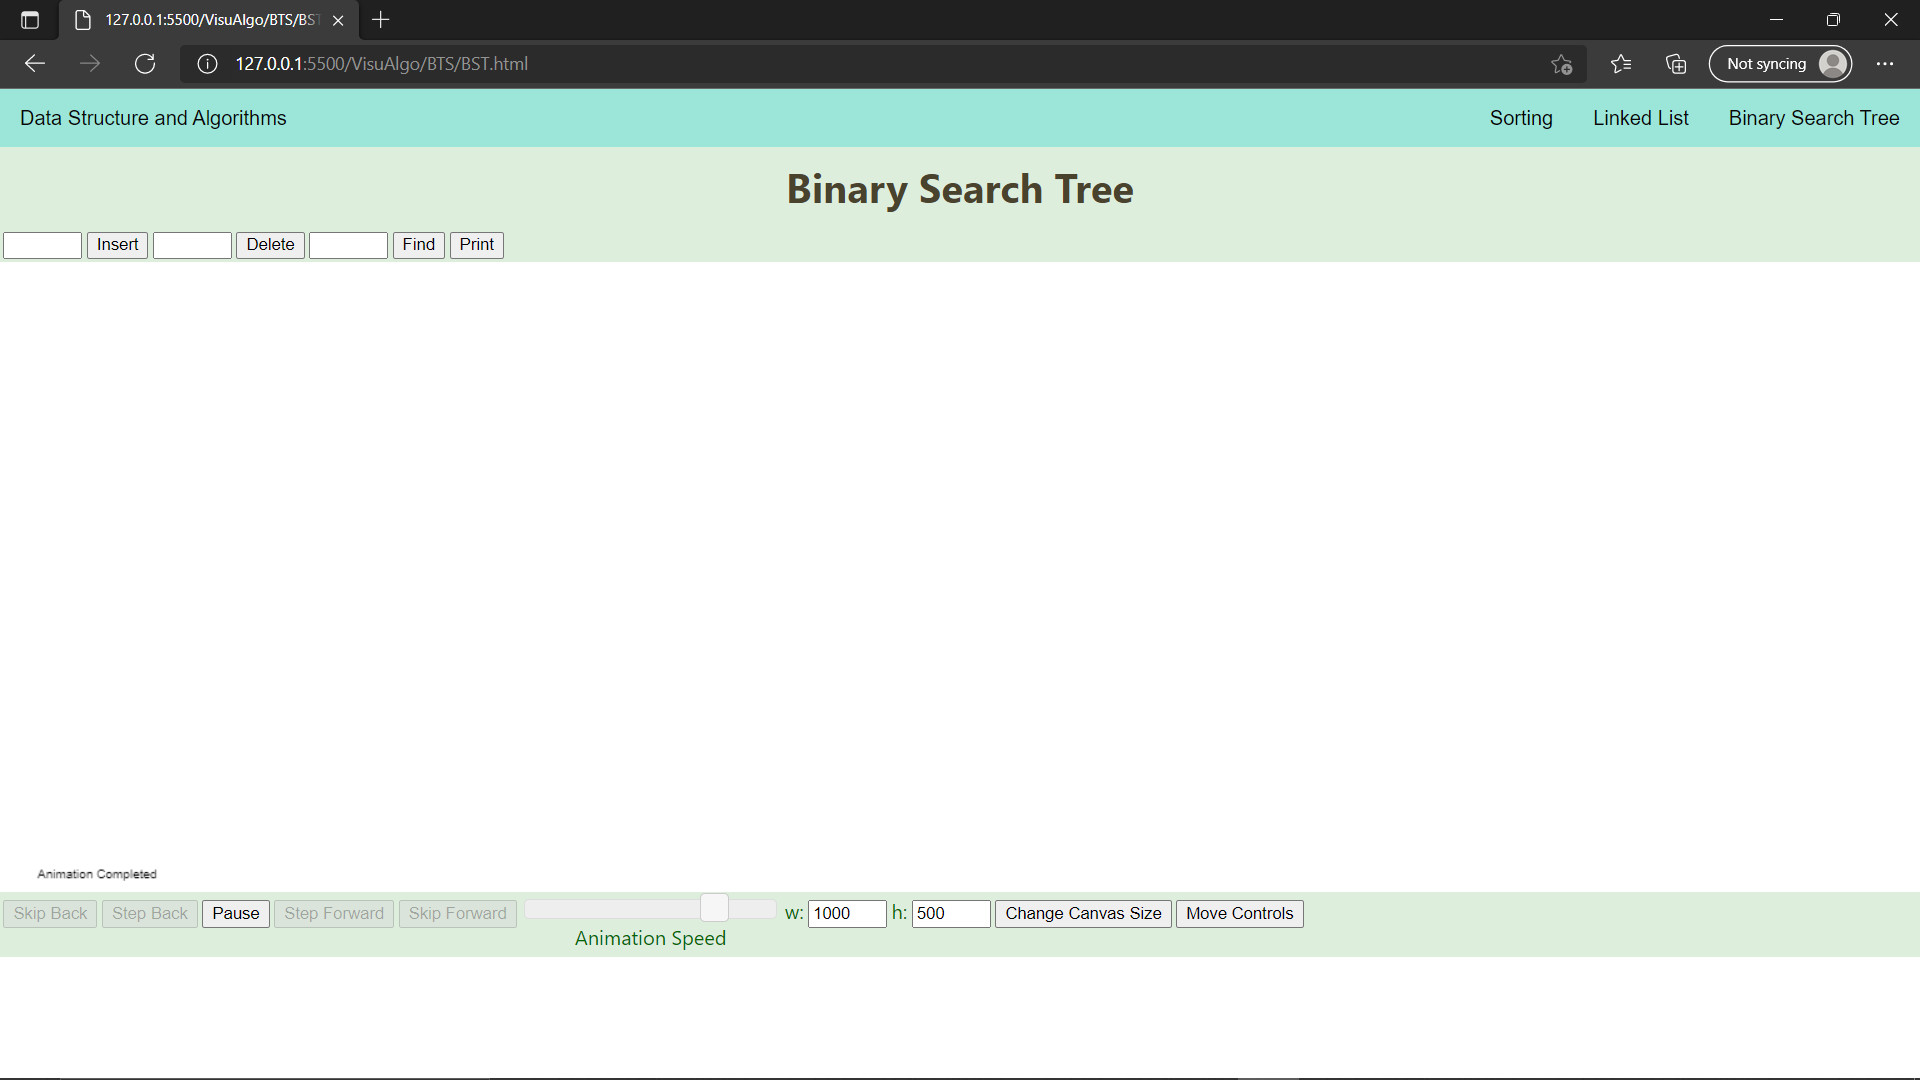 127.0.0.1:5500/VisuAlgo/BTS/BST
127.0.0.1:5500/VisuAlgo/BTS/BST.html Not syncing
Data Structure and Algorithms Sorting Linked List Binary Search Tree
Binary Search Tree
Insert Delete Find Print
Animation Completed
Skip Back Step Back Pause Step Forward Skip Forward w: 1000 h: 500 Change Canvas Size Move Controls
Animation Speed